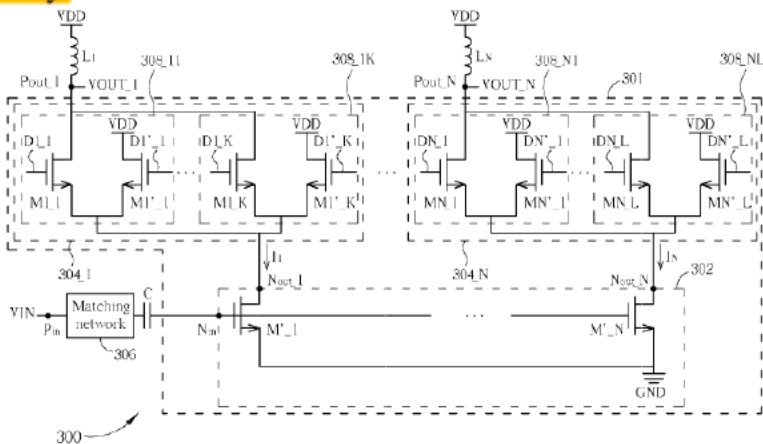 VDD VDD
L1 LN
308_11 308_1K 308_N1 308_NL
Pout_1 VOUT_1 Pout_N VOUT_N 301
VDD VDD VDD VDD
D1_1 D1'_1 D1_K D1'_K DN_1 DN'_1 DN_L DN'_L
... ... ... ...
M1_1 M1'_1 M1_K M1'_K MN_1 MN'_1 MN_L MN'_L
I1 IN
304_1 304_N 302
Nout_1 Nout_N
VIN Pin Matching network C Nin ...
M'_1 M'_N
306
GND
300